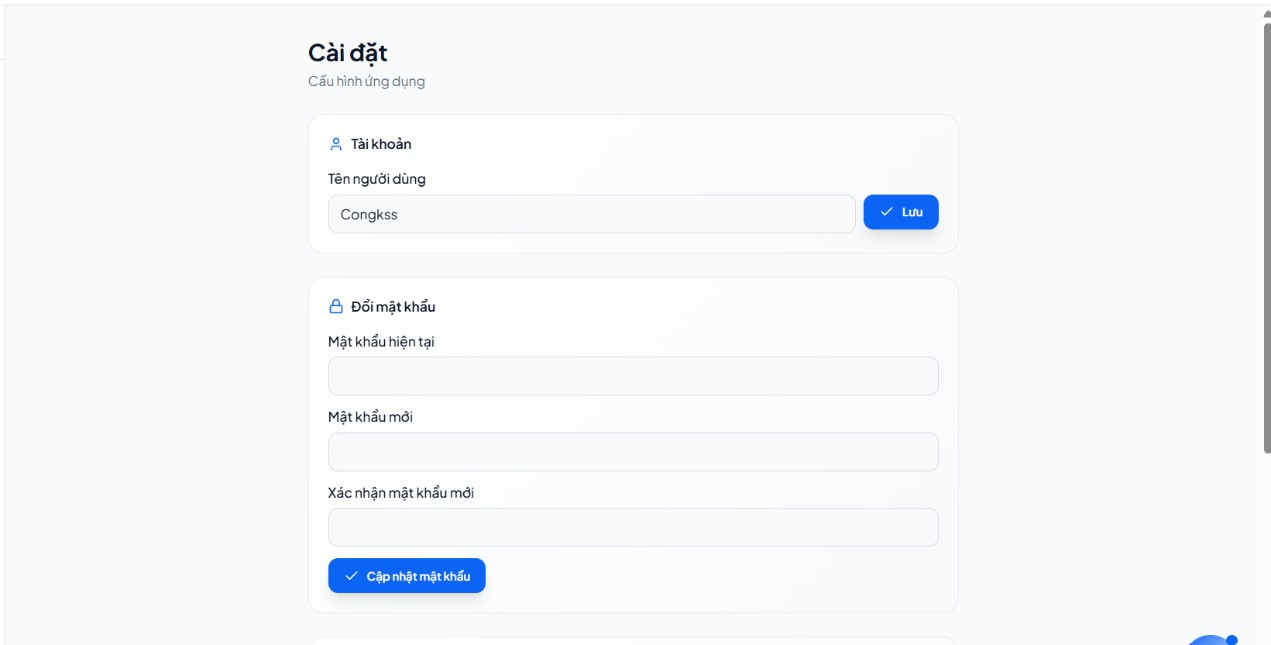 Cài đặt
Cấu hình ứng dụng
Tài khoản
Tên người dùng
Congkss
Lưu
Đổi mật khẩu
Mật khẩu hiện tại
Mật khẩu mới
Xác nhận mật khẩu mới
Cập nhật mật khẩu